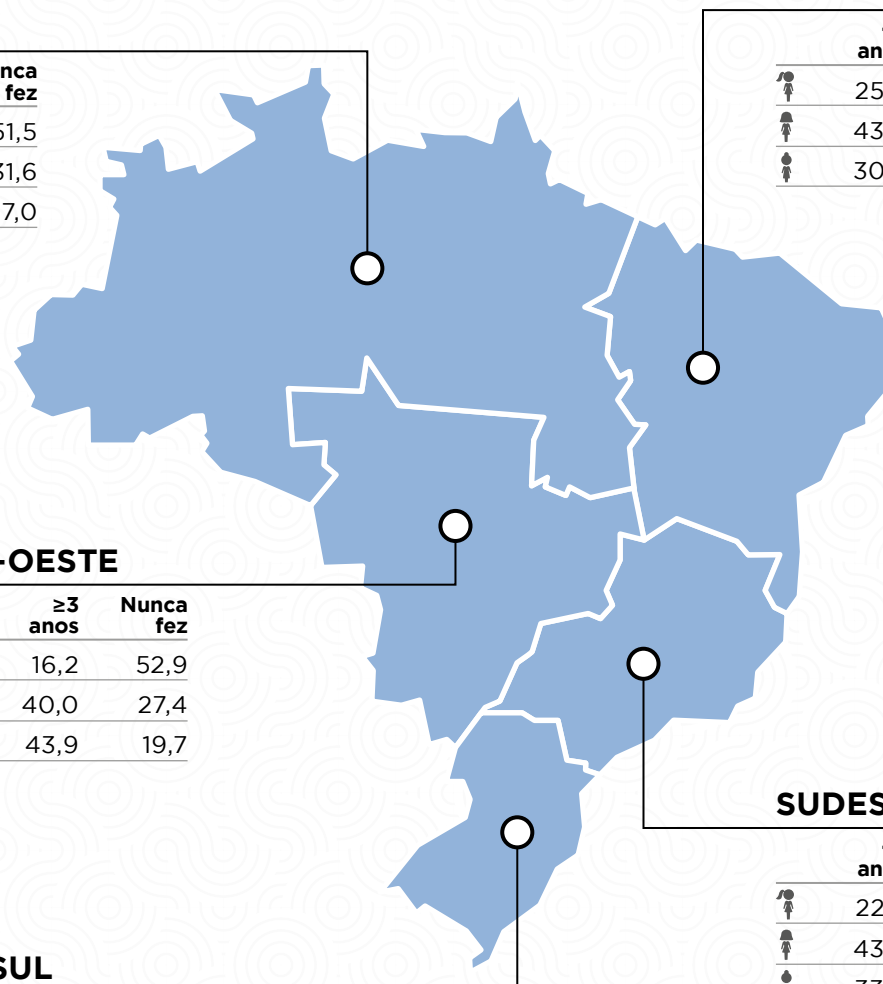 nca
fez
51,5
31,6
7,0
an
25
43
30
-OESTE
≥3 Nunca
anos fez
16,2 52,9
40,0 27,4
43,9 19,7
SUDES
an
22
43
SUL